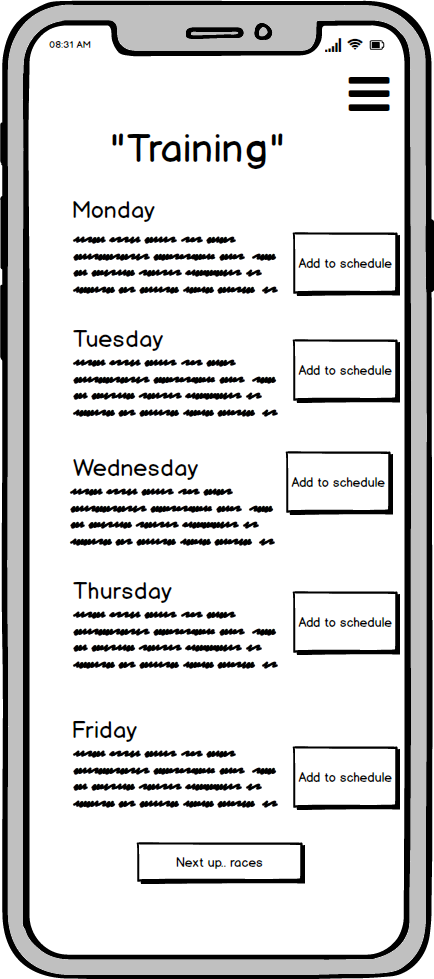 08:31 AM
"Training"
Monday
Add to schedule
Tuesday
Add to schedule
Wednesday
Add to schedule
Thursday
Add to schedule
Friday
Add to schedule
Next up.. races